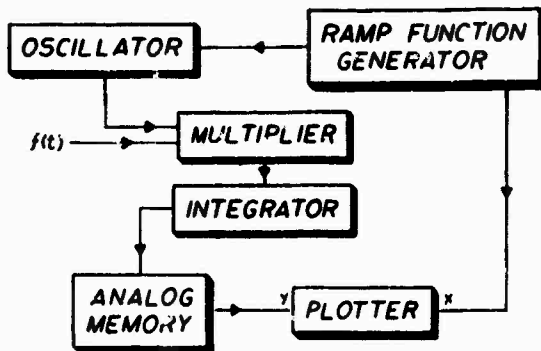 OSCILLATOR
RAMP FUNCTION
GENERATOR
f(t)
MULTIPLIER
INTEGRATOR
ANALOG
MEMORY
y
PLOTTER
x